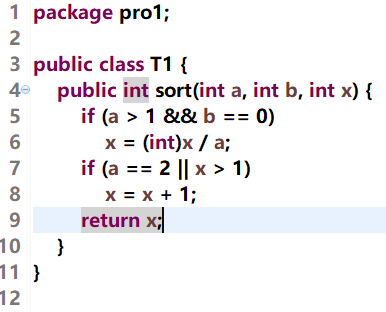 1 package pro1;
2
3 public class T1 {
4 public int sort(int a, int b, int x) {
5 if (a > 1 && b == 0)
6 x = (int)x / a;
7 if (a == 2 || x > 1)
8 x = x + 1;
9 return x;
10 }
11 }
12